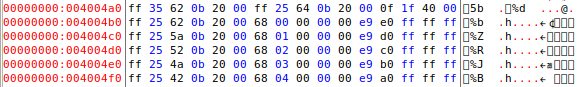 00000000:004004a0 ff 35 62 0b 20 00 ff 25 64 0b 20 00 0f 1f 40 00 □5b .□%d ...@.
00000000:004004b0 ff 25 62 0b 20 00 68 00 00 00 00 e9 e0 ff ff ff □%b .h....←¢□□□
00000000:004004c0 ff 25 5a 0b 20 00 68 01 00 00 00 e9 d0 ff ff ff □%Z .h....←□□□□
00000000:004004d0 ff 25 52 0b 20 00 68 02 00 00 00 e9 c0 ff ff ff □%R .h....←□□□□
00000000:004004e0 ff 25 4a 0b 20 00 68 03 00 00 00 e9 b0 ff ff ff □%J .h....←a□□□
00000000:004004f0 ff 25 42 0b 20 00 68 04 00 00 00 e9 a0 ff ff ff □%B .h....← □□□